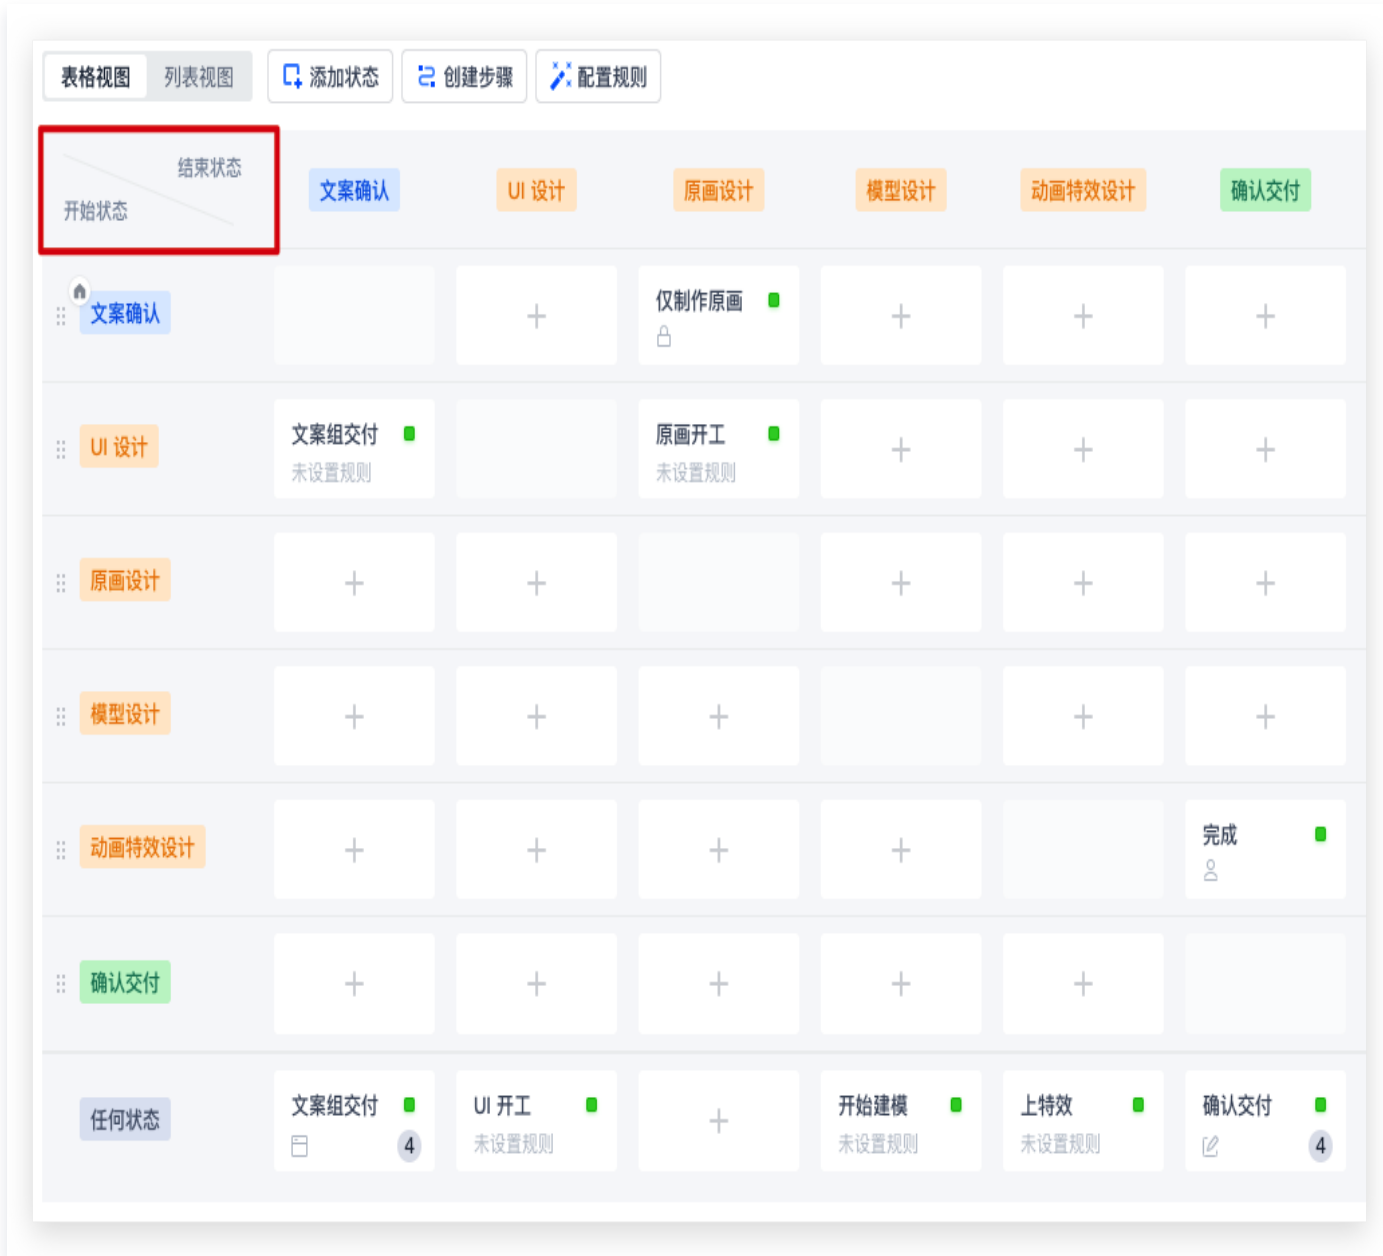 表格视图 列表视图 添加状态 创建步骤 配置规则
结束状态
开始状态
文案确认 UI 设计 原画设计 模型设计 动画特效设计 确认交付
文案确认 仅制作原画
UI 设计 文案组交付 原画开工
未设置规则 未设置规则
原画设计
模型设计
动画特效设计 完成
确认交付
任何状态 文案组交付 UI 开工 开始建模 上特效 确认交付
4 未设置规则 未设置规则 未设置规则 4